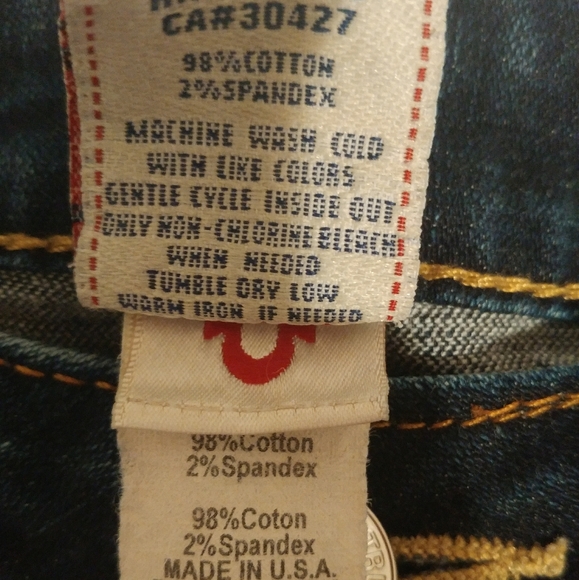 CA#30427
98%COTTON
2%SPANDEX
MACHINE WASH COLD
WITH LIKE COLORS
GENTLE CYCLE INSIDE OUT
ONLY NON-CHLORINE BLEACH
WHEN NEEDED
TUMBLE DRY LOW
WARM IRON IF NEEDED
98%Cotton
2%Spandex
98%Coton
2%Spandex
MADE IN U.S.A.